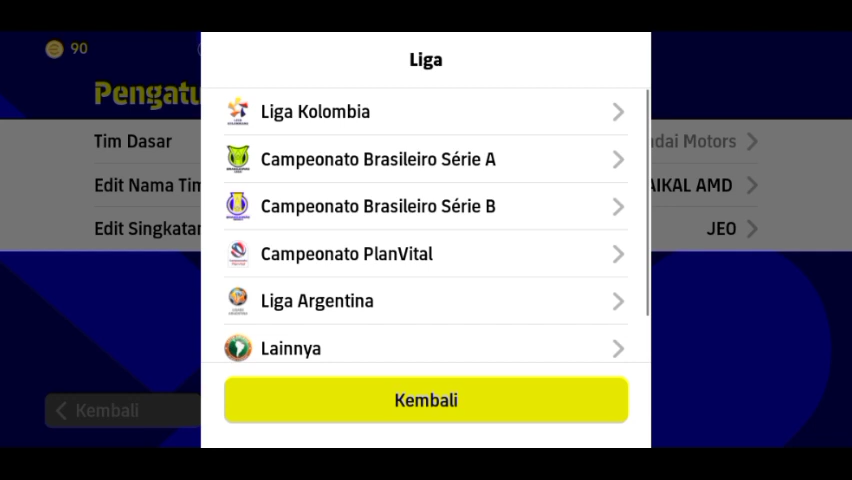 90
Liga
Pengatu
Liga Kolombia
Tim Dasar
dai Motors
Campeonato Brasileiro Série A
Edit Nama Tim
AIKAL AMD
Campeonato Brasileiro Série B
Edit Singkatan
JEO
Campeonato PlanVital
Liga Argentina
Lainnya
Kembali
Kembali